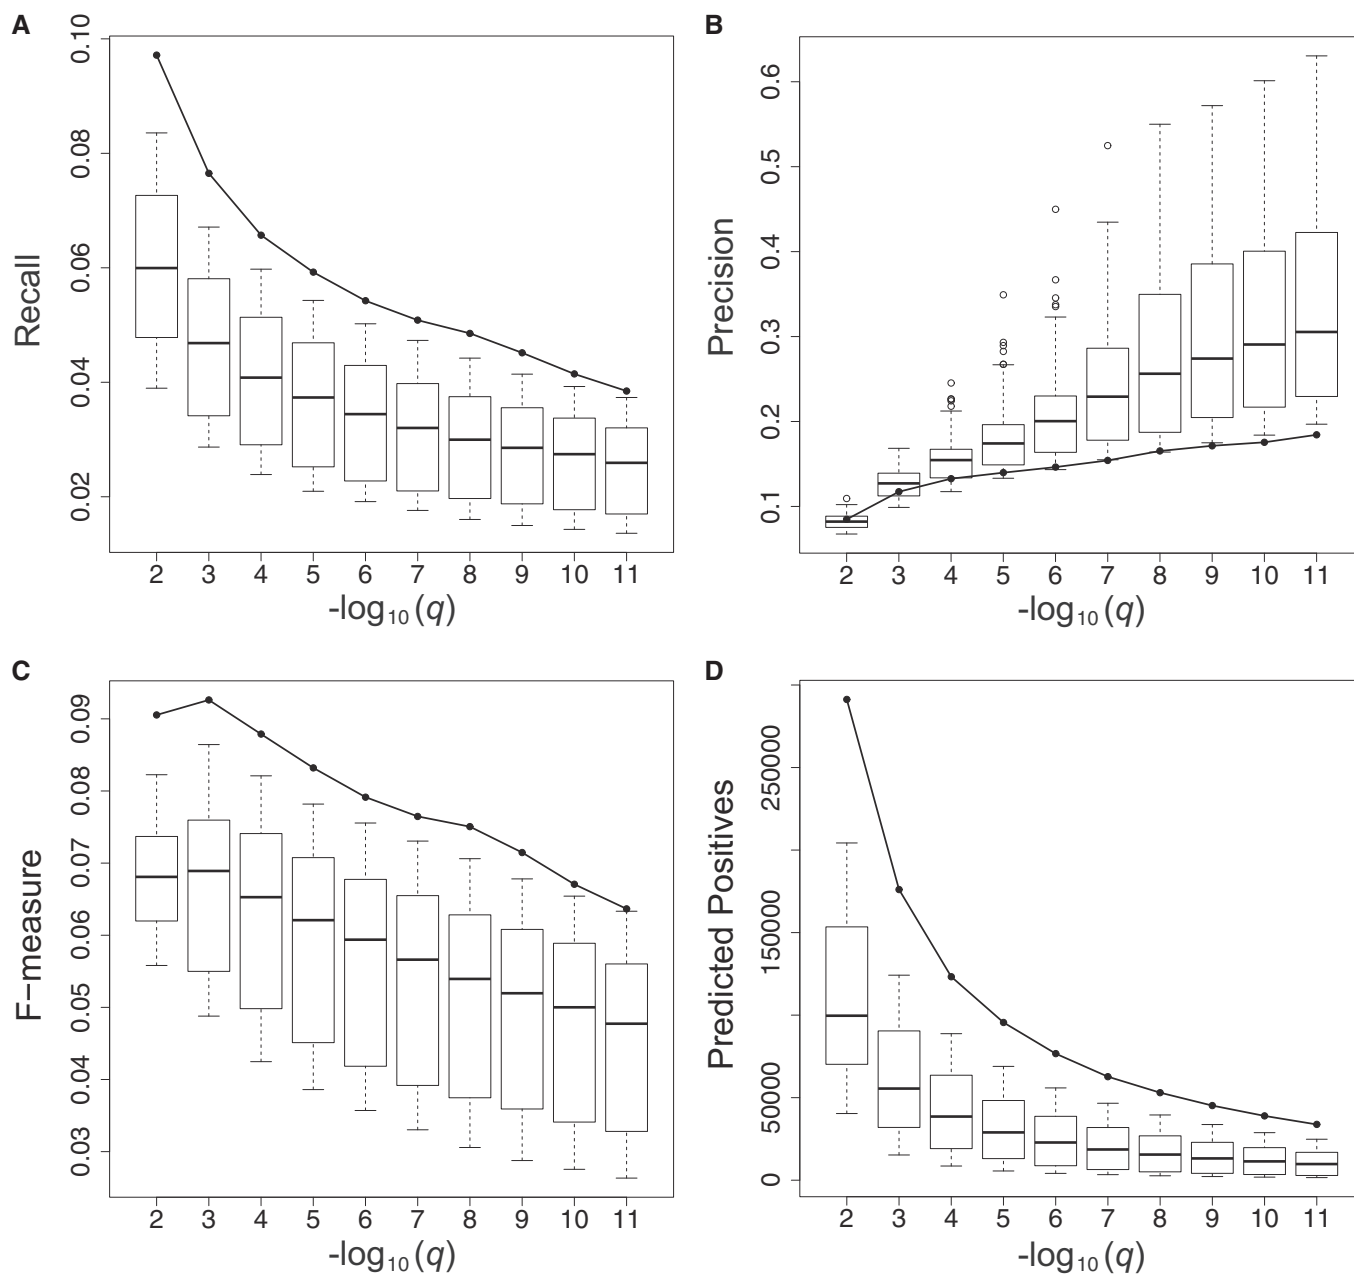 A
Recall
0.10
0.08
0.06
0.04
0.02
2 3 4 5 6 7 8 9 10 11
-log₁₀(q)
B
Precision
0.6
0.5
0.4
0.3
0.2
0.1
2 3 4 5 6 7 8 9 10 11
-log₁₀(q)
C
F−measure
0.09
0.08
0.07
0.06
0.05
0.04
0.03
2 3 4 5 6 7 8 9 10 11
-log₁₀(q)
D
Predicted Positives
250000
150000
50000
0
2 3 4 5 6 7 8 9 10 11
-log₁₀(q)